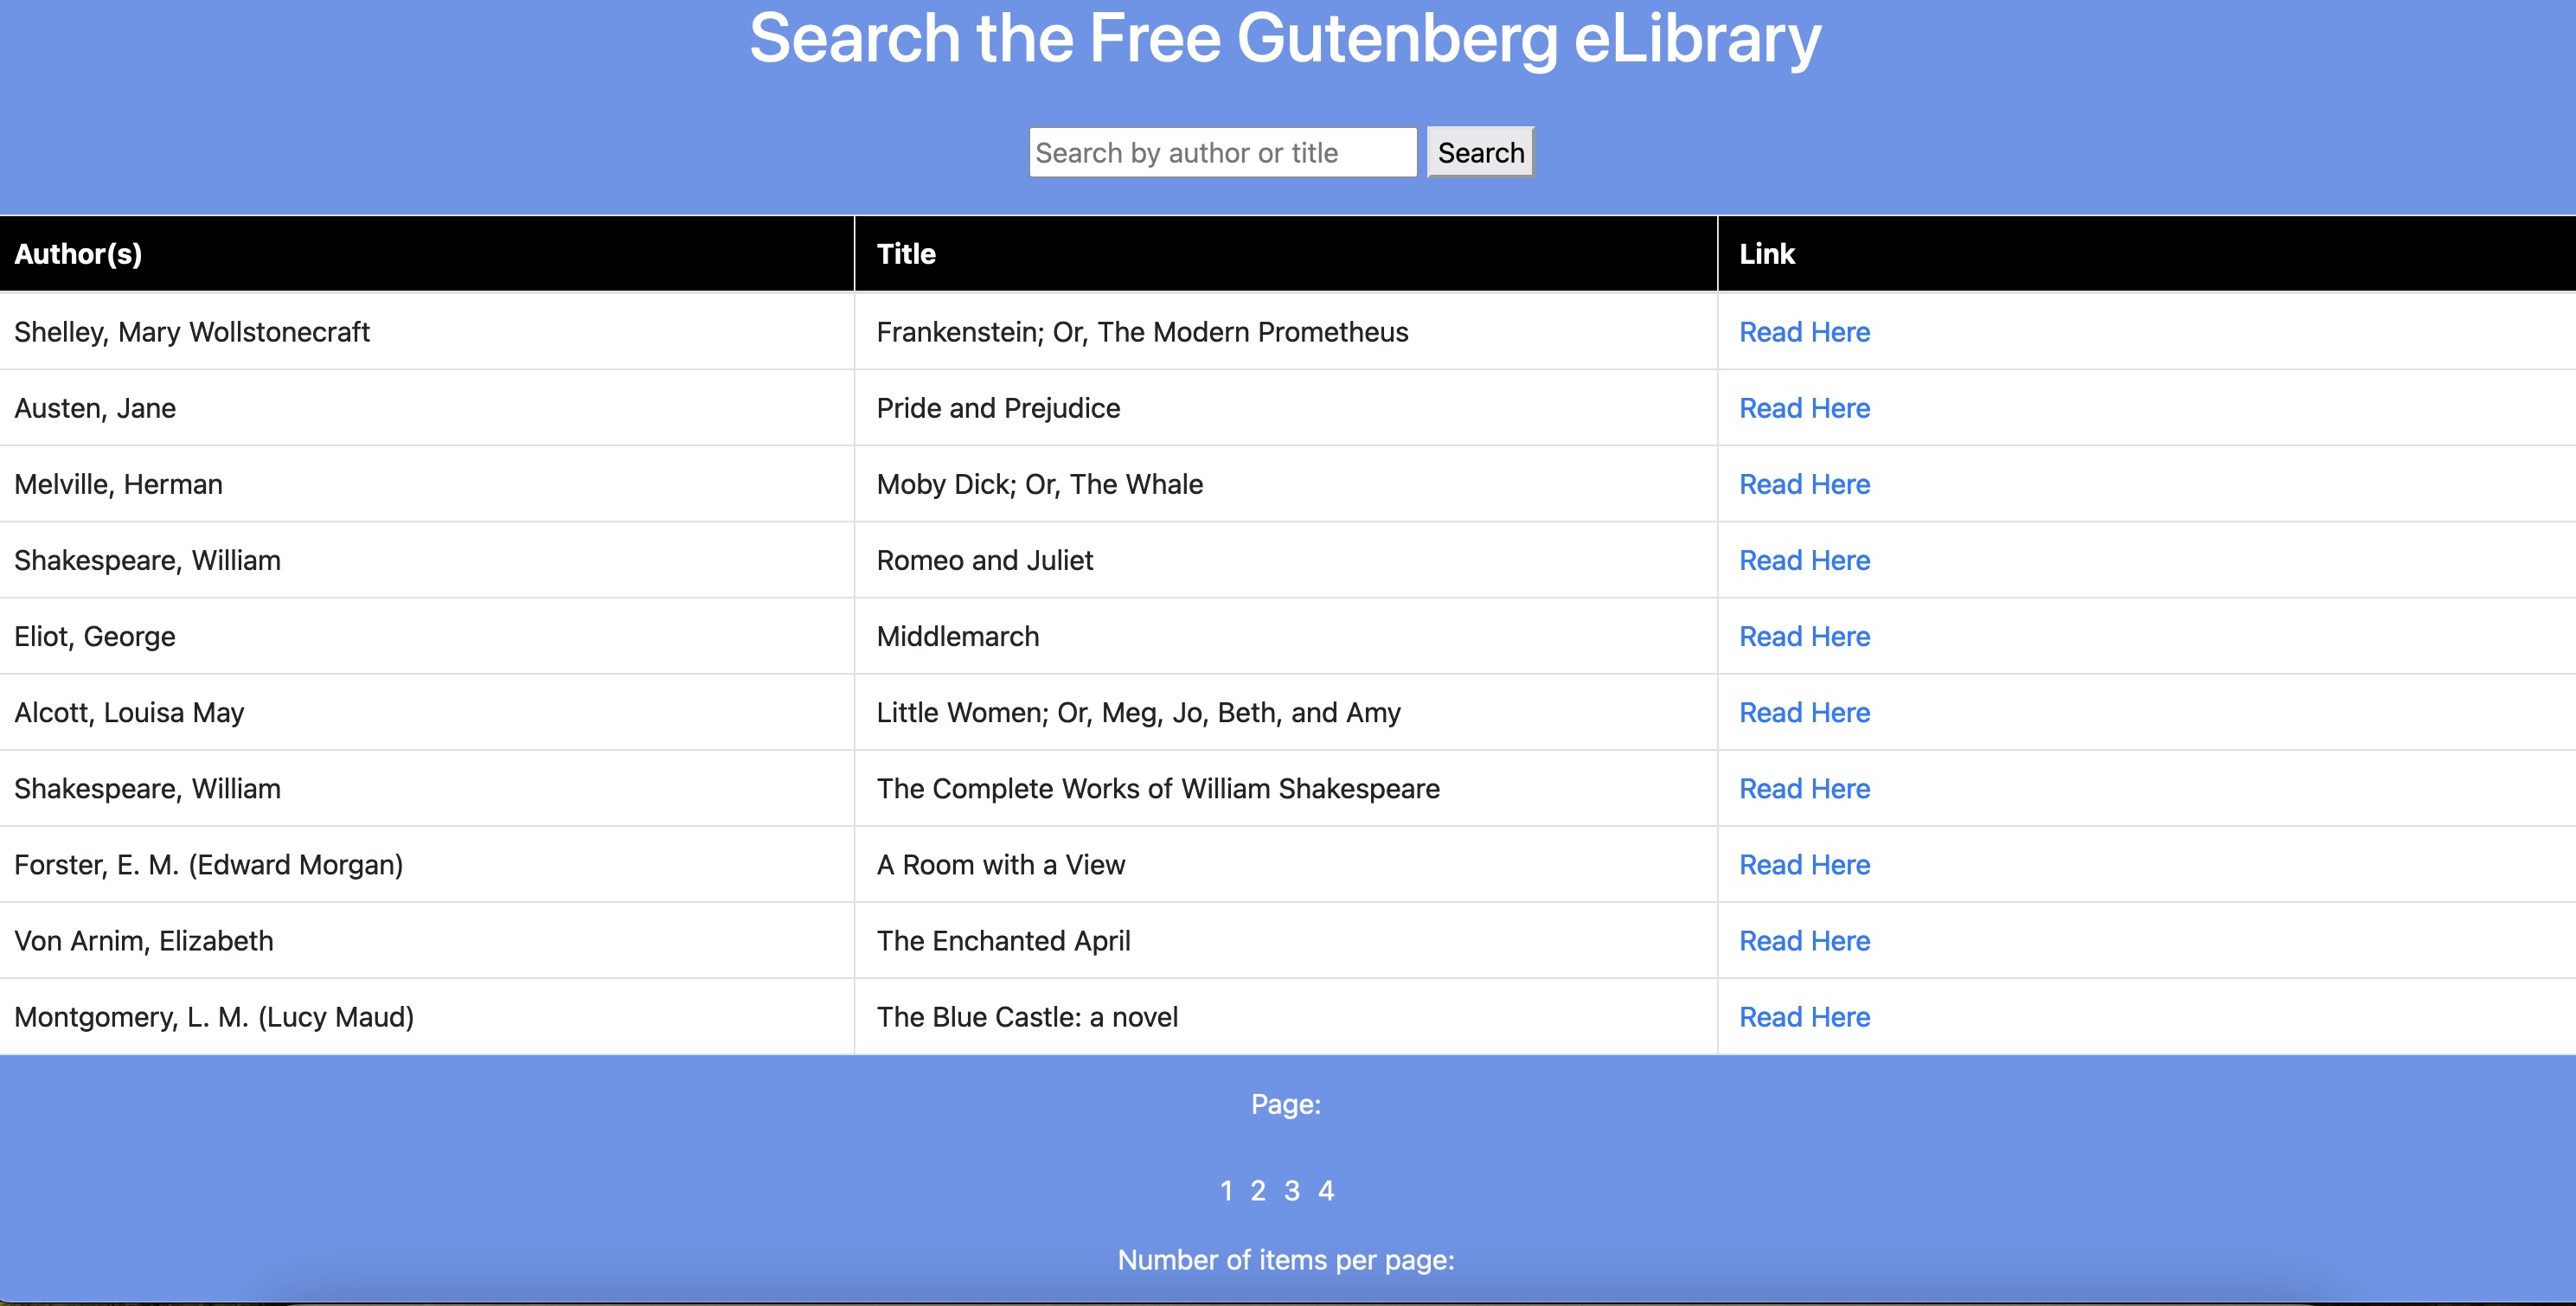 Search the Free Gutenberg eLibrary
Search by author or title Search
Author(s) Title Link
Shelley, Mary Wollstonecraft Frankenstein; Or, The Modern Prometheus Read Here
Austen, Jane Pride and Prejudice Read Here
Melville, Herman Moby Dick; Or, The Whale Read Here
Shakespeare, William Romeo and Juliet Read Here
Eliot, George Middlemarch Read Here
Alcott, Louisa May Little Women; Or, Meg, Jo, Beth, and Amy Read Here
Shakespeare, William The Complete Works of William Shakespeare Read Here
Forster, E. M. (Edward Morgan) A Room with a View Read Here
Von Arnim, Elizabeth The Enchanted April Read Here
Montgomery, L. M. (Lucy Maud) The Blue Castle: a novel Read Here
Page:
1 2 3 4
Number of items per page: